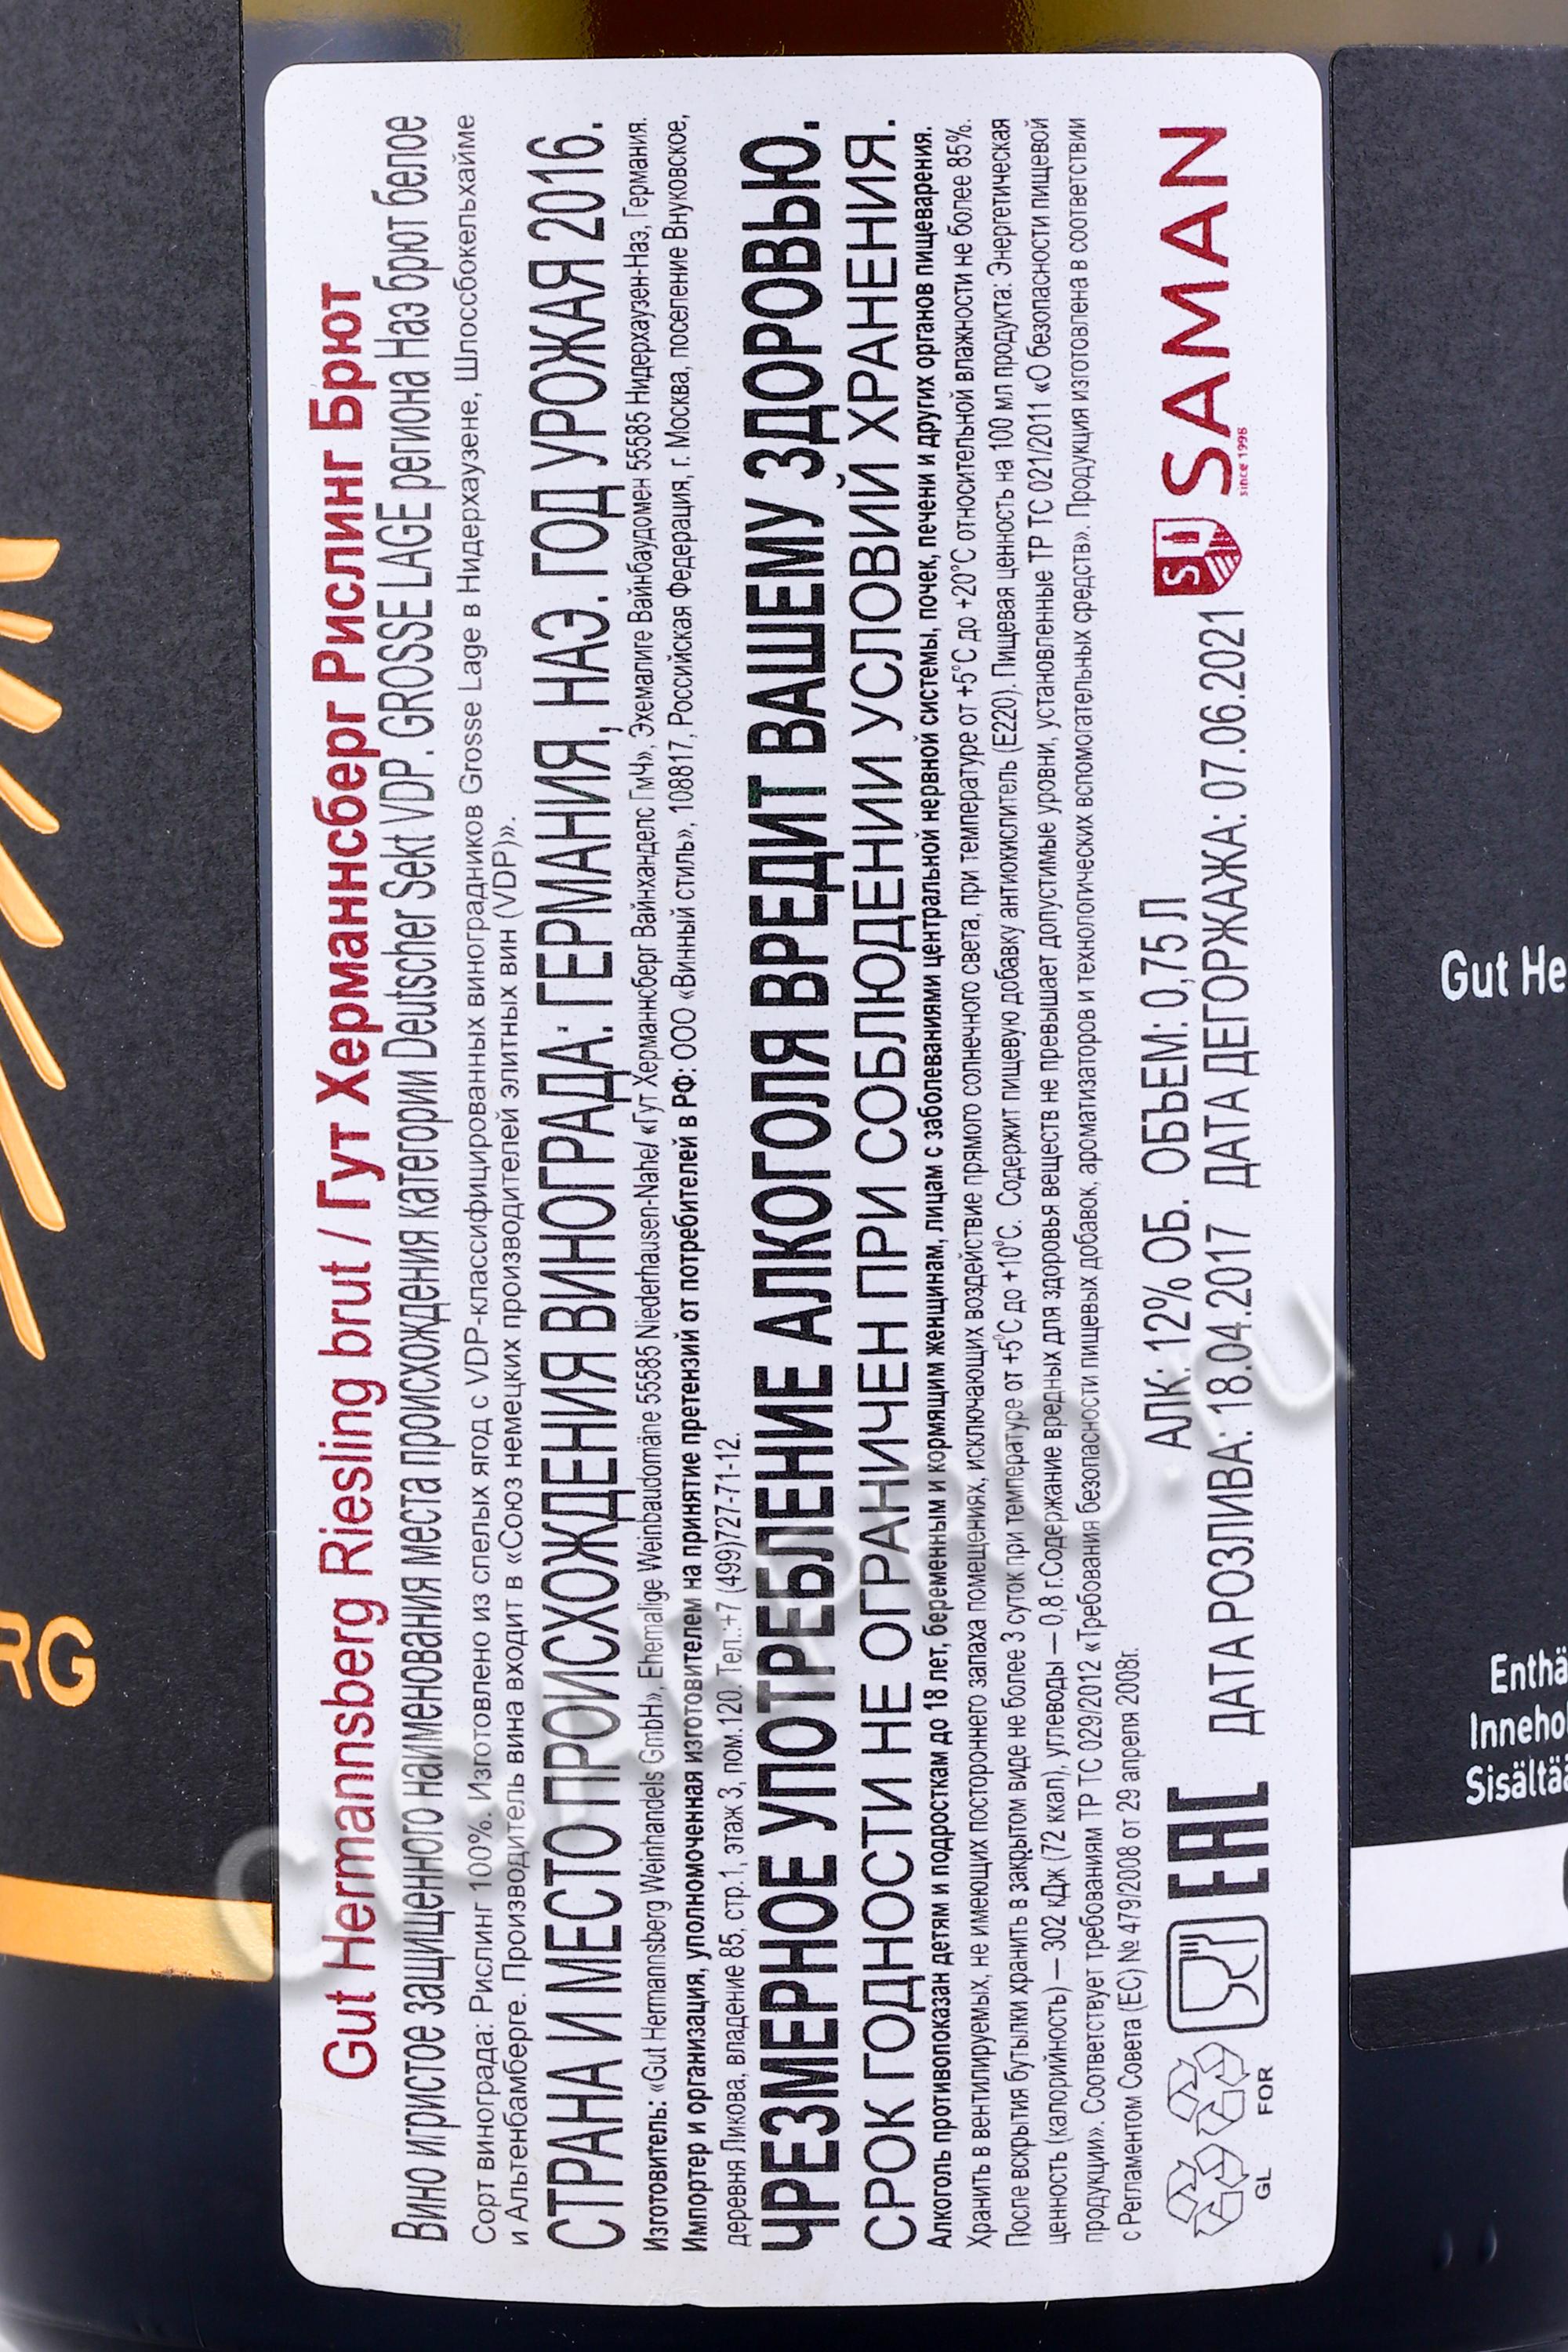 Gut Hermannsberg Riesling brut / Гут Херманнсберг Рислинг Брют
Вино игристое защищенного наименования места происхождения категории Deutscher Sekt VDP. GROSSE LAGE региона Наэ брют белое
Сорт винограда: Рислинг 100%. Изготовлено из спелых ягод с VDP-классифицированных виноградников Grosse Lage в Нидерхаузене, Шлоссбокельхайме
и Альтенбамберге. Производитель вина входит в «Союз немецких производителей элитных вин (VDP)».
СТРАНА И МЕСТО ПРОИСХОЖДЕНИЯ ВИНОГРАДА: ГЕРМАНИЯ, НАЭ. ГОД УРОЖАЯ 2016.
Изготовитель: «Gut Hermannsberg Weinhandels GmbH», Ehemalige Weinbaudomäne 55585 Niederhausen-Nahe/ «Гут Херманнсберг Вайнханделс ГмЧ», Эхемалиге Вайнбаудомен 55585 Нидерхаузен-Наэ, Германия.
Импортер и организация, уполномоченная изготовителем на принятие претензий от потребителей в РФ: ООО «Винный стиль», 108817, Российская Федерация, г. Москва, поселение Внуковское,
деревня Ликова, владение 85, стр.1, этаж 3, пом.120. Тел.:+7 (499)727-71-12.
ЧРЕЗМЕРНОЕ УПОТРЕБЛЕНИЕ АЛКОГОЛЯ ВРЕДИТ ВАШЕМУ ЗДОРОВЬЮ.
СРОК ГОДНОСТИ НЕ ОГРАНИЧЕН ПРИ СОБЛЮДЕНИИ УСЛОВИЙ ХРАНЕНИЯ.
Алкоголь противопоказан детям и подросткам до 18 лет, беременным и кормящим женщинам, лицам с заболеваниями центральной нервной системы, почек, печени и других органов пищеварения.
Хранить в вентилируемых, не имеющих постороннего запаха помещениях, исключающих воздействие прямого солнечного света, при температуре от +5°С до +20°С относительной влажности не более 85%.
После вскрытия бутылки хранить в закрытом виде не более 3 суток при температуре от +5°С до +10°С. Содержит пищевую добавку антиокислитель (Е220). Пищевая ценность на 100 мл продукта: Энергетическая
ценность (калорийность) — 302 кДж (72 ккал), углеводы — 0,8 г.Содержание вредных для здоровья веществ не превышает допустимые уровни, установленные ТР ТС 021/2011 «О безопасности пищевой
продукции». Соответствует требованиям ТР ТС 029/2012 «Требования безопасности пищевых добавок, ароматизаторов и технологических вспомогательных средств». Продукция изготовлена в соответствии
с Регламентом Совета (ЕС) № 479/2008 от 29 апреля 2008г.
АЛК: 12% ОБ. ОБЪЕМ: 0,75 Л
ДАТА РОЗЛИВА: 18.04.2017 ДАТА ДЕГОРЖАЖА: 07.06.2021
GL FOR
EAC
S
SAMAN
since 1998
RG
Gut He
Enthä
Inneho
Sisältää
CIGARPRO.ru